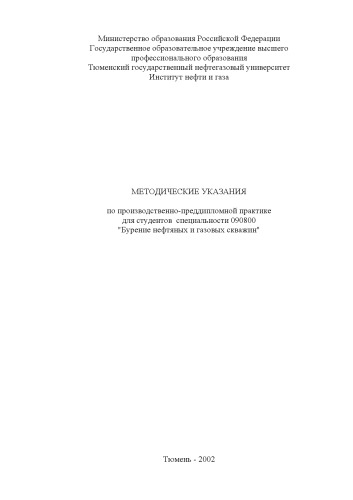 Министерство образования Российской Федерации
Государственное образовательное учреждение высшего
профессионального образования
Тюменский государственный нефтегазовый университет
Институт нефти и газа
МЕТОДИЧЕСКИЕ УКАЗАНИЯ
по производственно-преддипломной практике
для студентов специальности 090800
"Бурение нефтяных и газовых скважин"
Тюмень - 2002